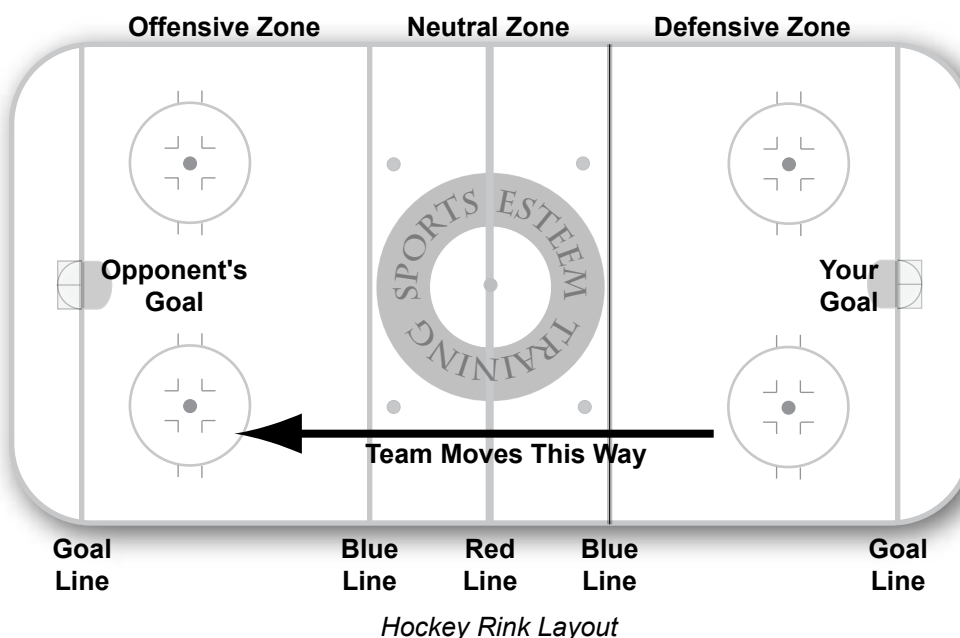 Offensive Zone Neutral Zone Defensive Zone
SPORTS ESTEEM TRAINING
Opponent's
Goal
Your
Goal
Team Moves This Way
Goal
Line
Blue
Line
Red
Line
Blue
Line
Goal
Line
Hockey Rink Layout